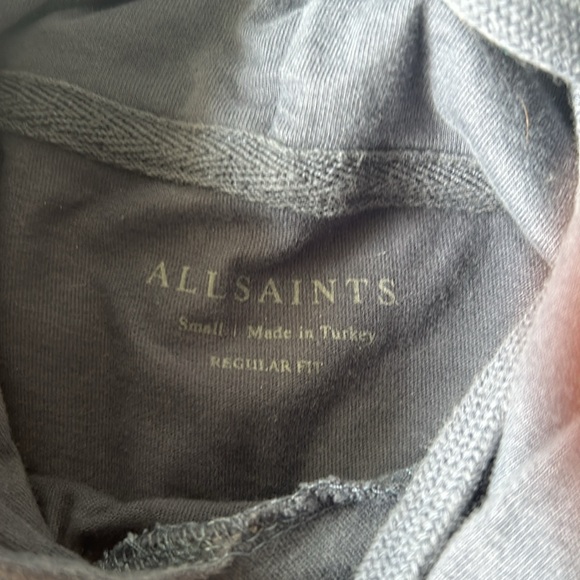 ALLSAINTS
Small | Made in Turkey
REGULAR FIT